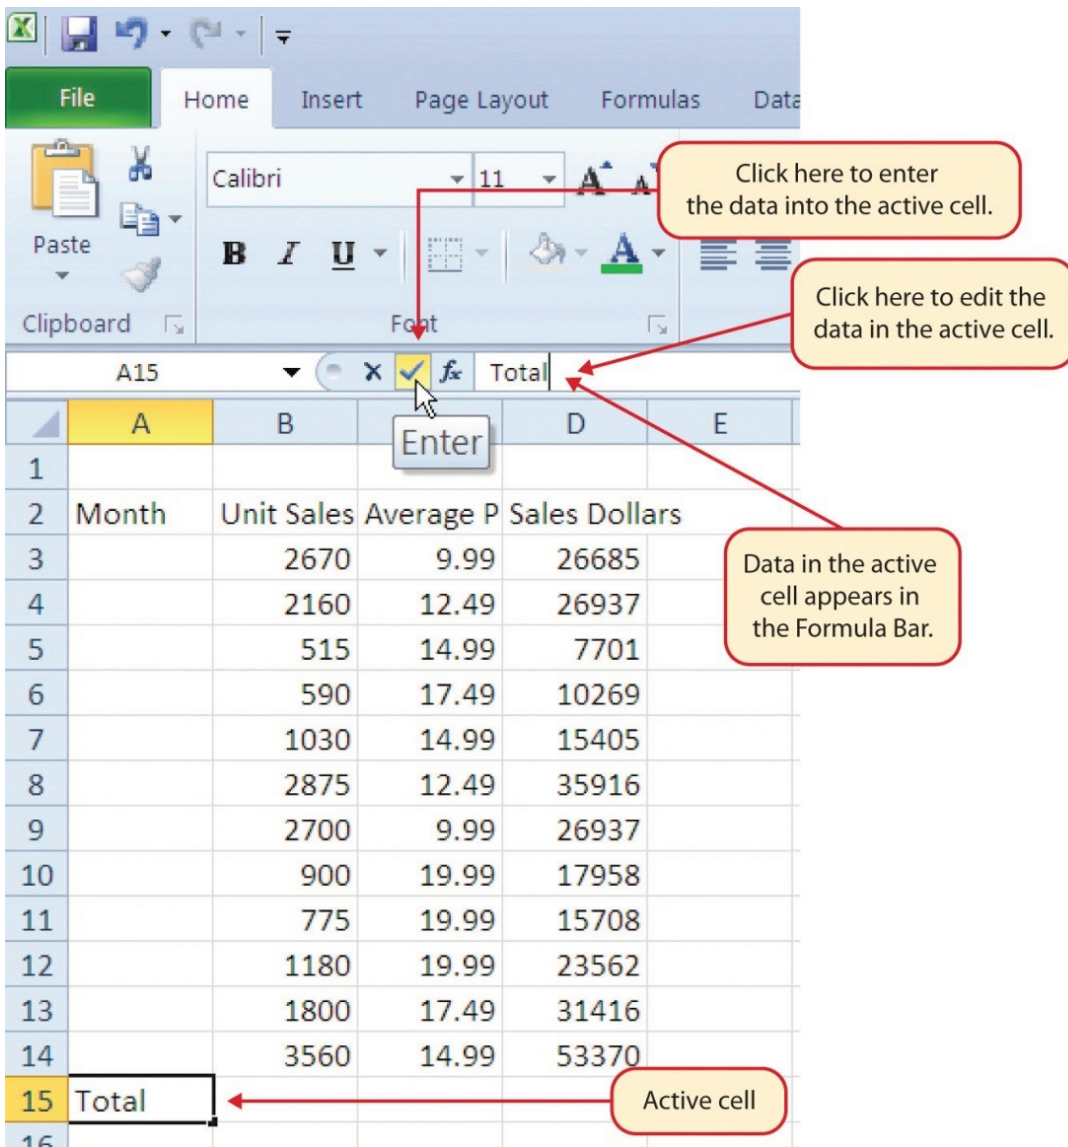 File Home Insert Page Layout Formulas Data
Calibri 11
Click here to enter
the data into the active cell.
Paste
B I U A
Click here to edit the
data in the active cell.
Clipboard Font
A15 fx Total
Enter
A B D E
1
2 Month Unit Sales Average P Sales Dollars
3 2670 9.99 26685
4 2160 12.49 26937
5 515 14.99 7701
6 590 17.49 10269
7 1030 14.99 15405
8 2875 12.49 35916
9 2700 9.99 26937
10 900 19.99 17958
11 775 19.99 15708
12 1180 19.99 23562
13 1800 17.49 31416
14 3560 14.99 53370
Data in the active
cell appears in
the Formula Bar.
15 Total
Active cell
16